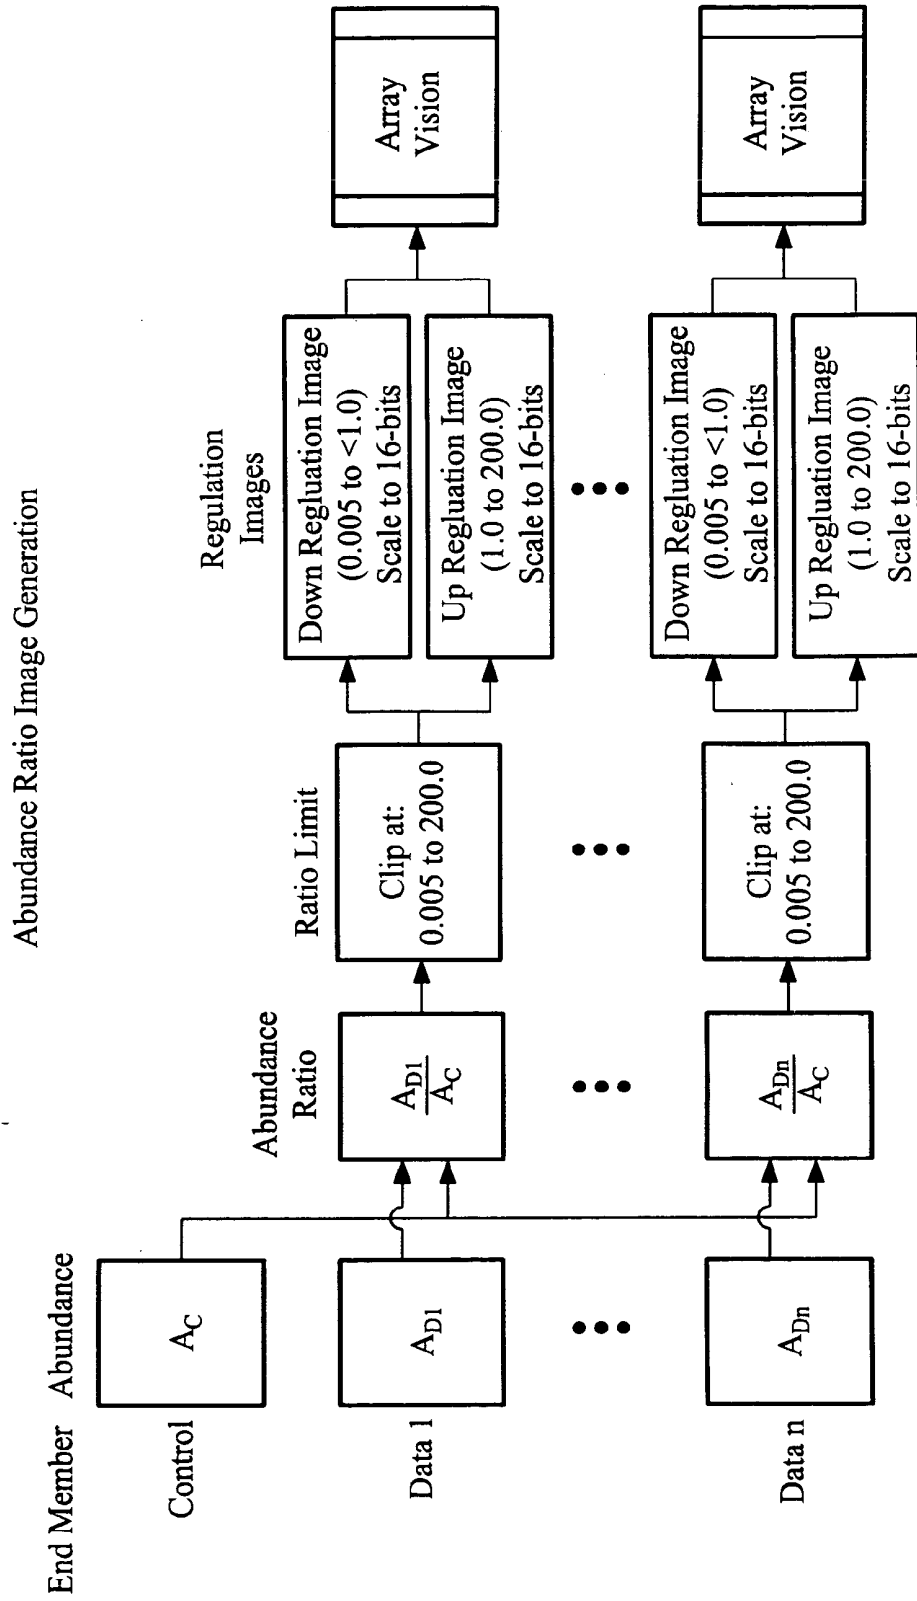 Abundance Ratio Image Generation
End Member
Abundance
Abundance
Ratio
Ratio Limit
Regulation
Images
Control
A_C
Data 1
A_D1
A_D1
A_C
Clip at:
0.005 to 200.0
Down Regluation Image
(0.005 to <1.0)
Scale to 16-bits
Up Regluation Image
(1.0 to 200.0)
Scale to 16-bits
Array
Vision
Data n
A_Dn
A_Dn
A_C
Clip at:
0.005 to 200.0
Down Regluation Image
(0.005 to <1.0)
Scale to 16-bits
Up Regluation Image
(1.0 to 200.0)
Scale to 16-bits
Array
Vision